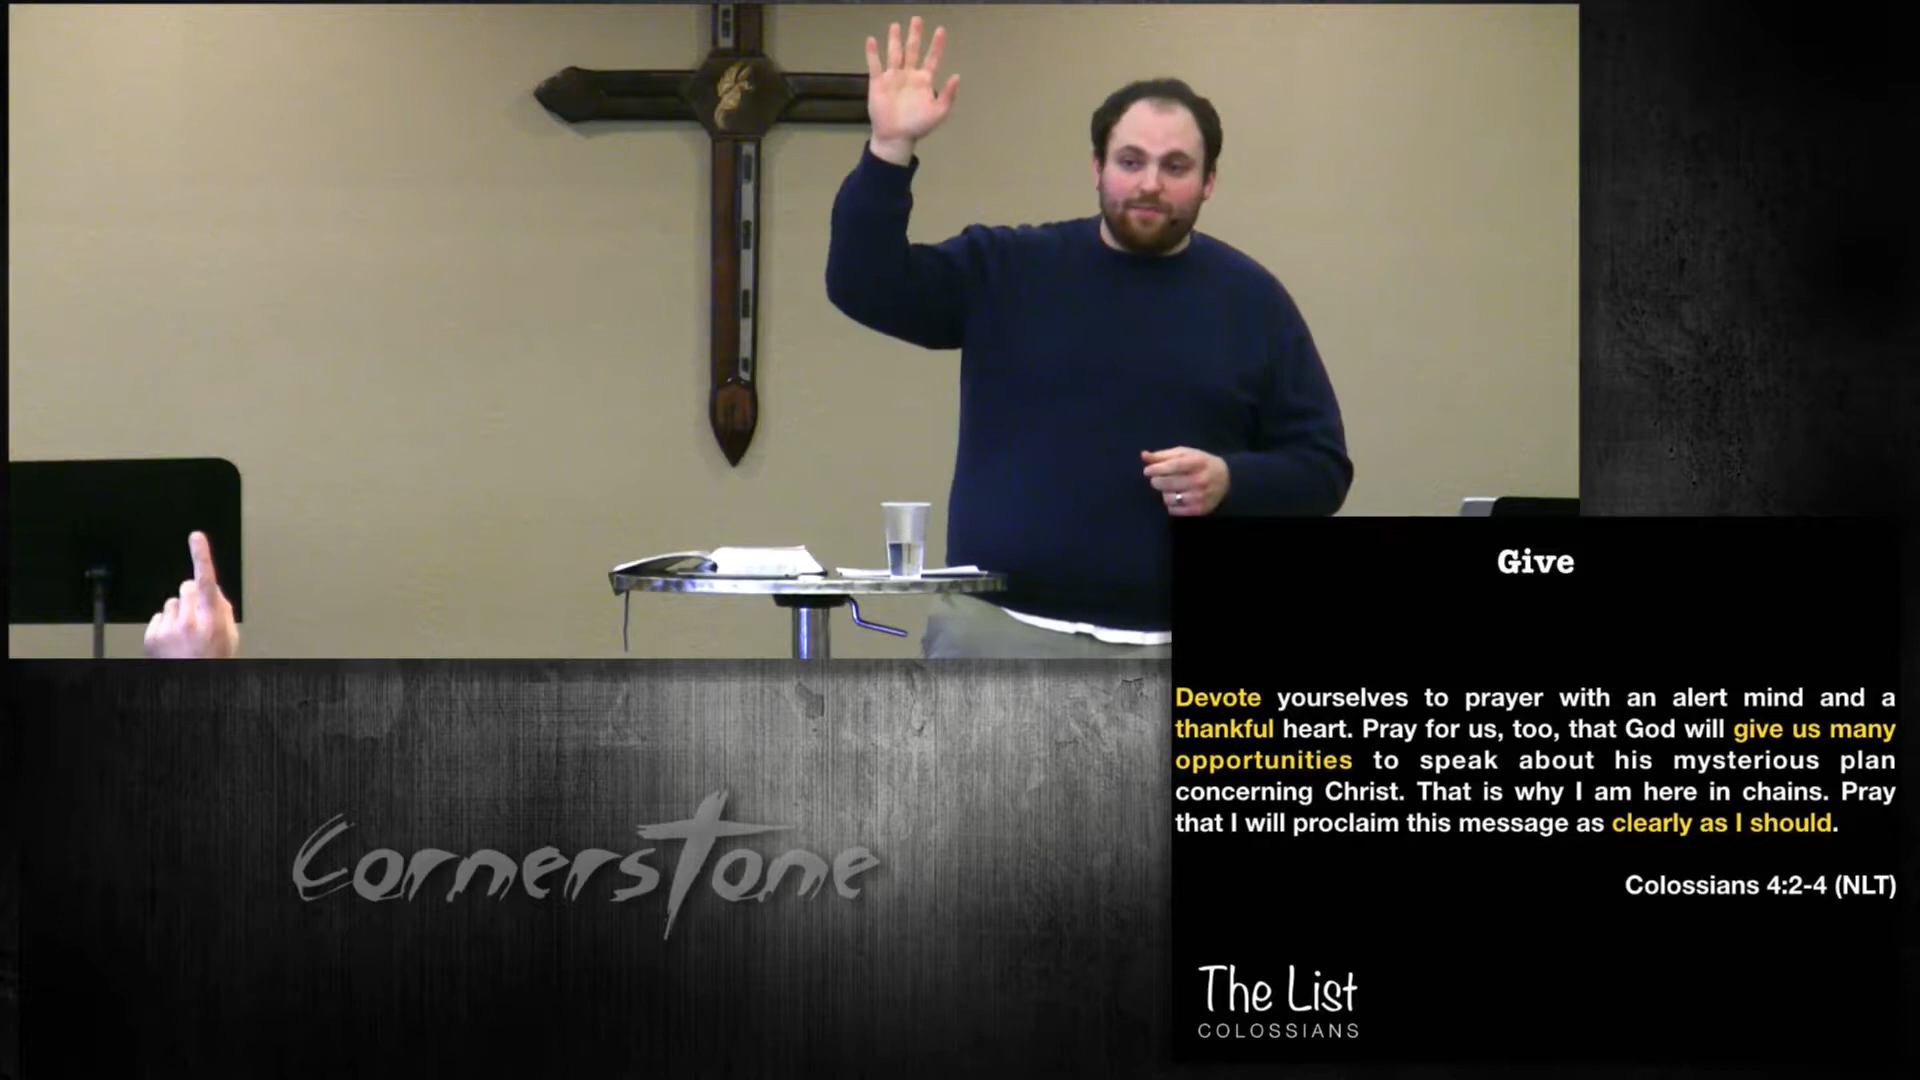 Give
Devote yourselves to prayer with an alert mind and a
thankful heart. Pray for us, too, that God will give us many
opportunities to speak about his mysterious plan
concerning Christ. That is why I am here in chains. Pray
that I will proclaim this message as clearly as I should.
Colossians 4:2-4 (NLT)
Cornerstone
The List
COLOSSIANS